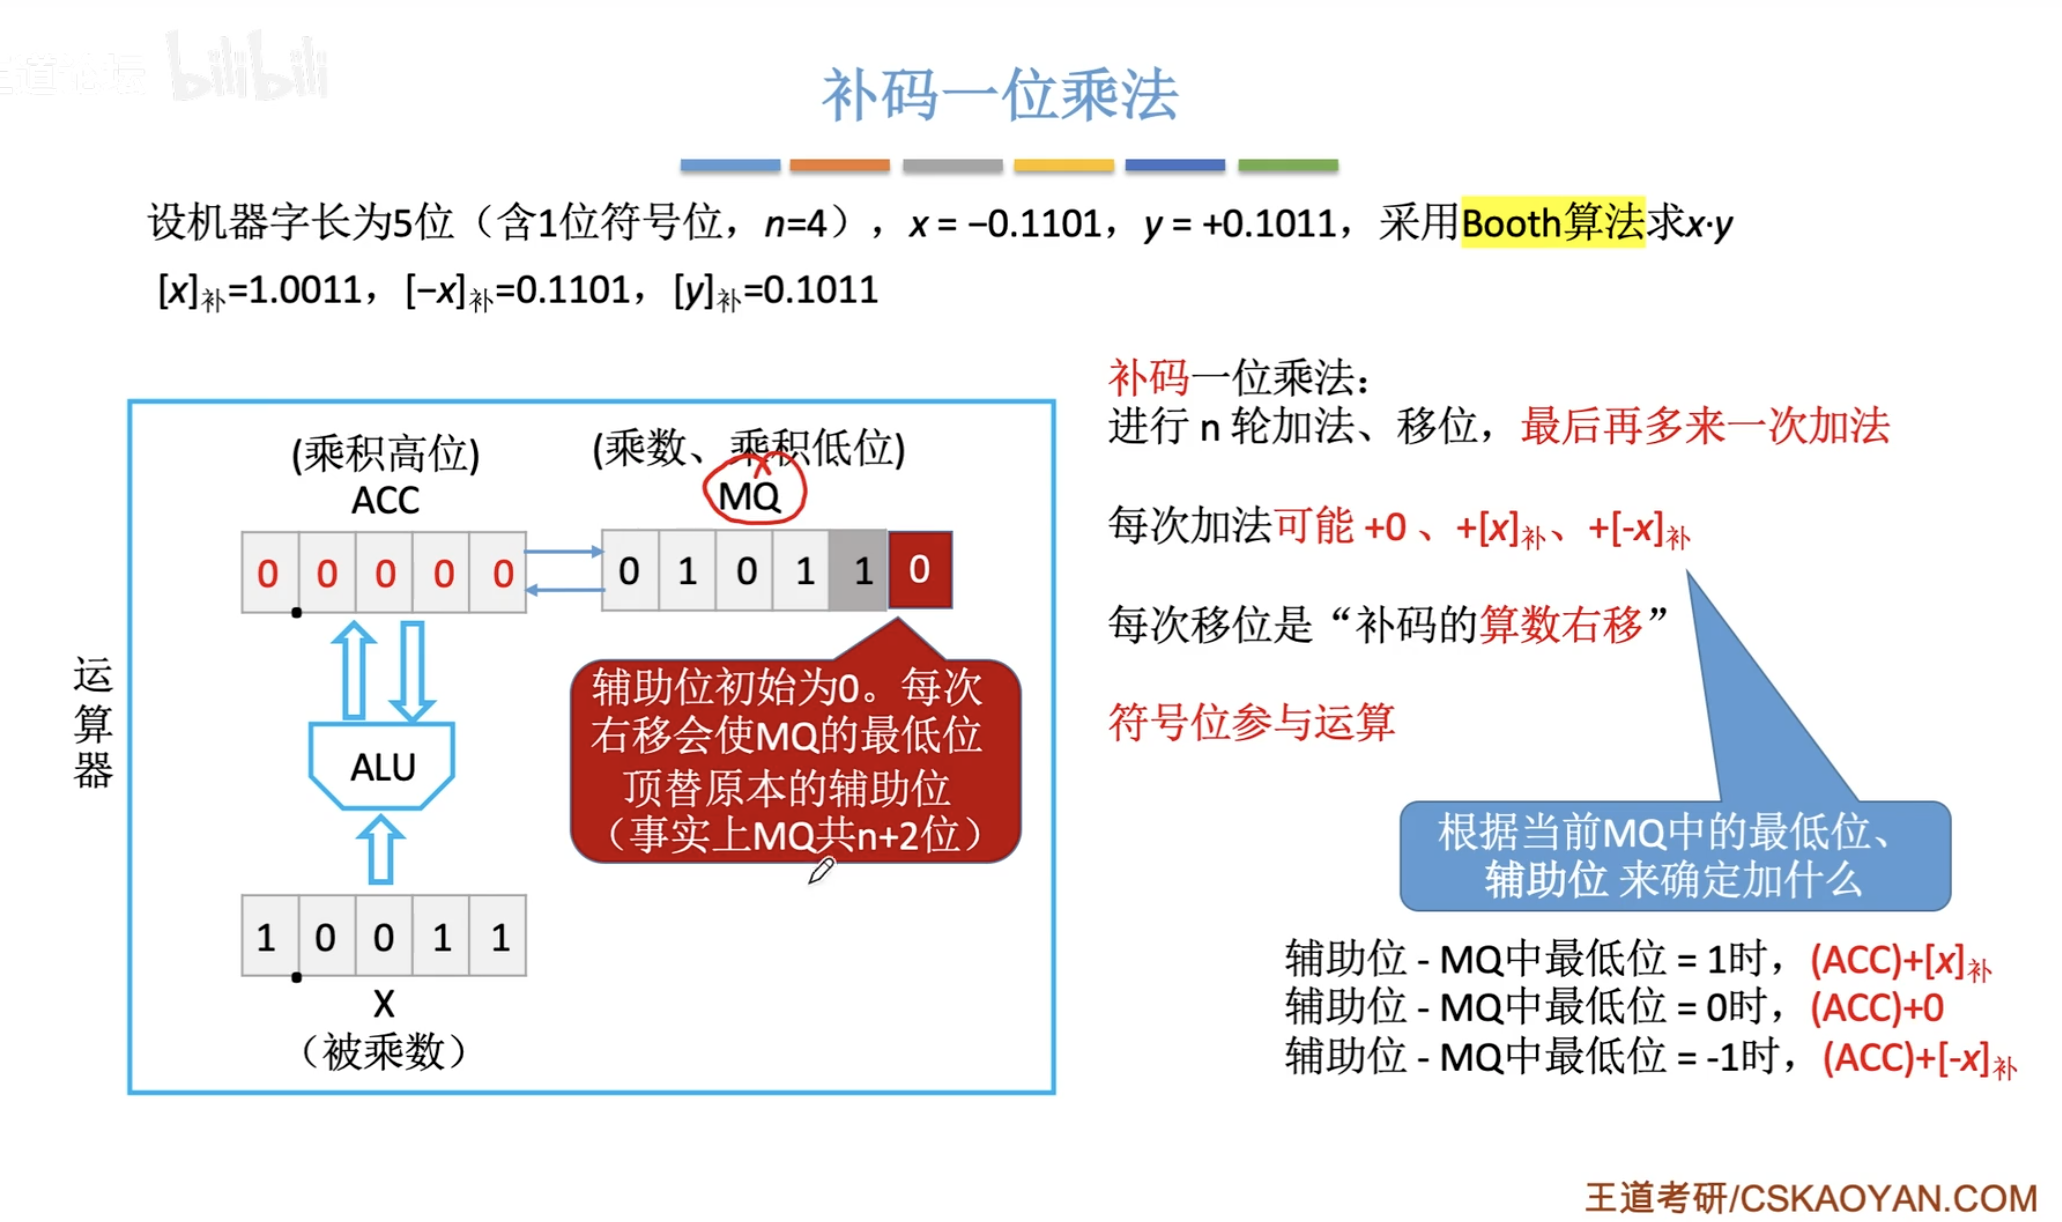 bilibili
补码一位乘法
设机器字长为5位（含1位符号位，n=4），x = −0.1101，y = +0.1011，采用Booth算法求x·y
[x]补=1.0011，[−x]补=0.1101，[y]补=0.1011
补码一位乘法：
进行 n 轮加法、移位，最后再多来一次加法
每次加法可能 +0 、+[x]补、+[-x]补
每次移位是“补码的算数右移”
符号位参与运算
根据当前MQ中的最低位、
辅助位 来确定加什么
辅助位 - MQ中最低位 = 1时，(ACC)+[x]补
辅助位 - MQ中最低位 = 0时，(ACC)+0
辅助位 - MQ中最低位 = -1时，(ACC)+[-x]补
运
算
器
(乘积高位)
ACC
0 0 0 0 0
(乘数、乘积低位)
MQ
0 1 0 1 1 0
辅助位初始为0。每次
右移会使MQ的最低位
顶替原本的辅助位
（事实上MQ共n+2位）
ALU
1 0 0 1 1
X
（被乘数）
王道考研/CSKAOYAN.COM